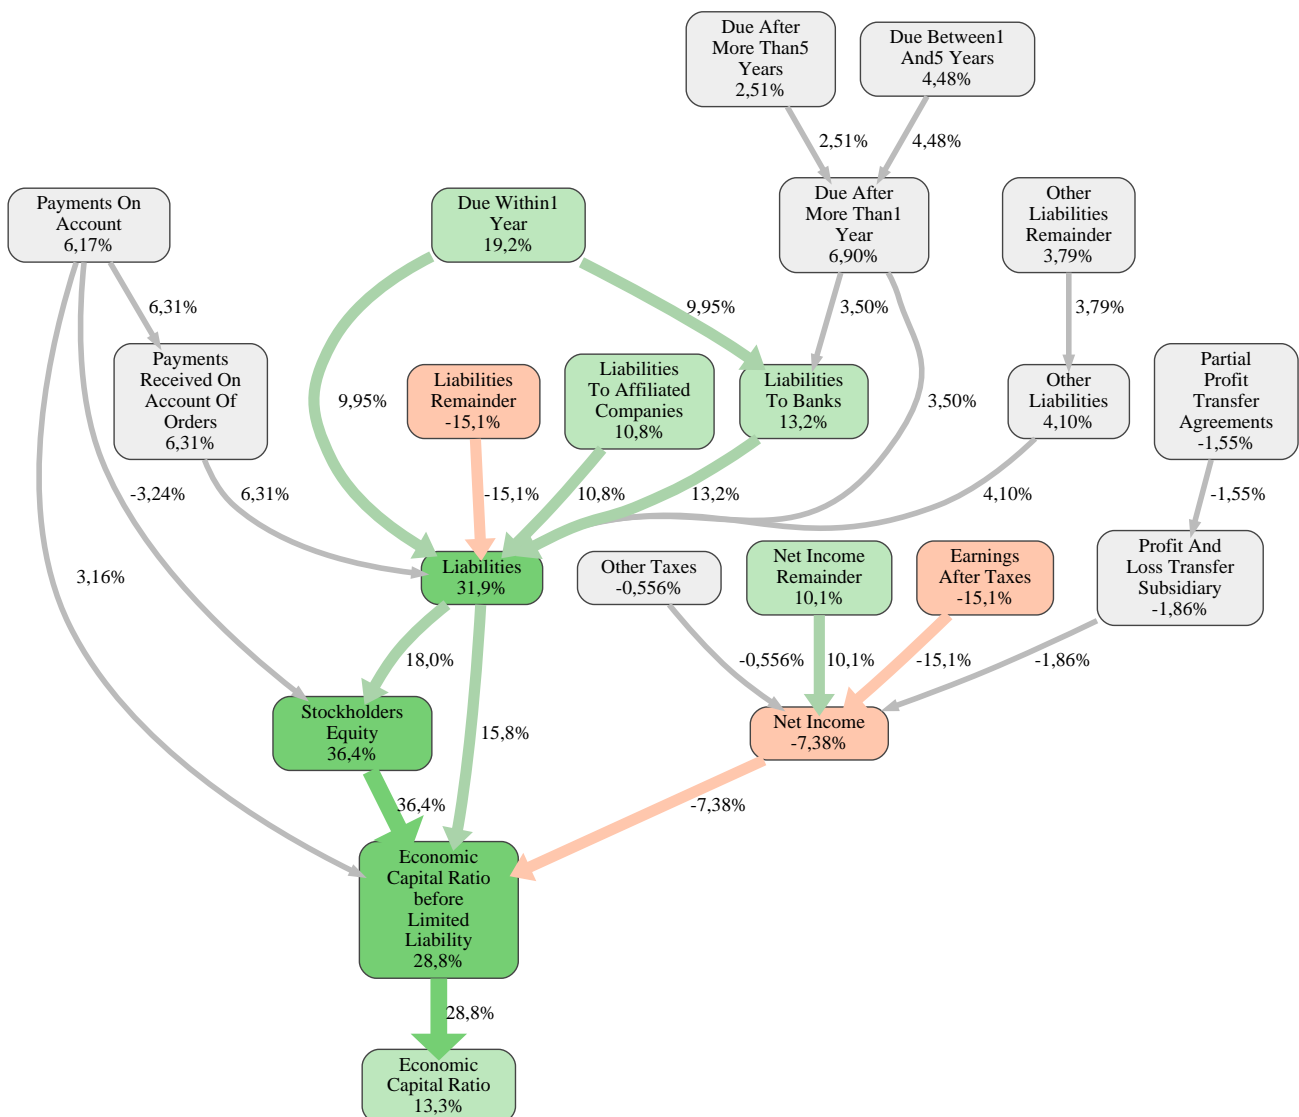 Due After
More Than5
Years
2,51%
Due Between1
And5 Years
4,48%
2,51%
4,48%
Payments On
Account
6,17%
Due Within1
Year
19,2%
Due After
More Than1
Year
6,90%
Other
Liabilities
Remainder
3,79%
6,31%
9,95%
3,50%
3,79%
Payments
Received On
Account Of
Orders
6,31%
9,95%
Liabilities
Remainder
-15,1%
Liabilities
To Affiliated
Companies
10,8%
Liabilities
To Banks
13,2%
3,50%
Other
Liabilities
4,10%
Partial
Profit
Transfer
Agreements
-1,55%
-3,24%
6,31%
-15,1%
10,8%
13,2%
4,10%
-1,55%
3,16%
Liabilities
31,9%
Other Taxes
-0,556%
Net Income
Remainder
10,1%
Earnings
After Taxes
-15,1%
Profit And
Loss Transfer
Subsidiary
-1,86%
18,0%
-0,556%
10,1%
-15,1%
-1,86%
Stockholders
Equity
36,4%
15,8%
Net Income
-7,38%
36,4%
-7,38%
Economic
Capital Ratio
before
Limited
Liability
28,8%
28,8%
Economic
Capital Ratio
13,3%